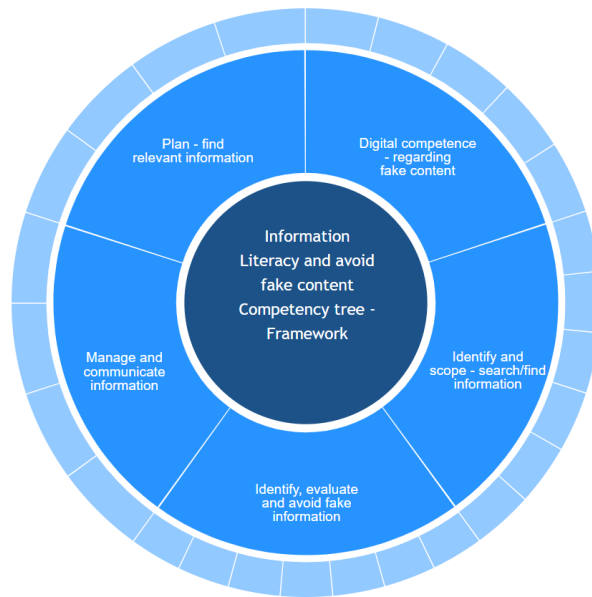 Plan - find
relevant information
Digital competence
- regarding
fake content
Information
Literacy and avoid
fake content
Competency tree -
Framework
Manage and
communicate
information
Identify and
scope - search/find
information
Identify, evaluate
and avoid fake
information